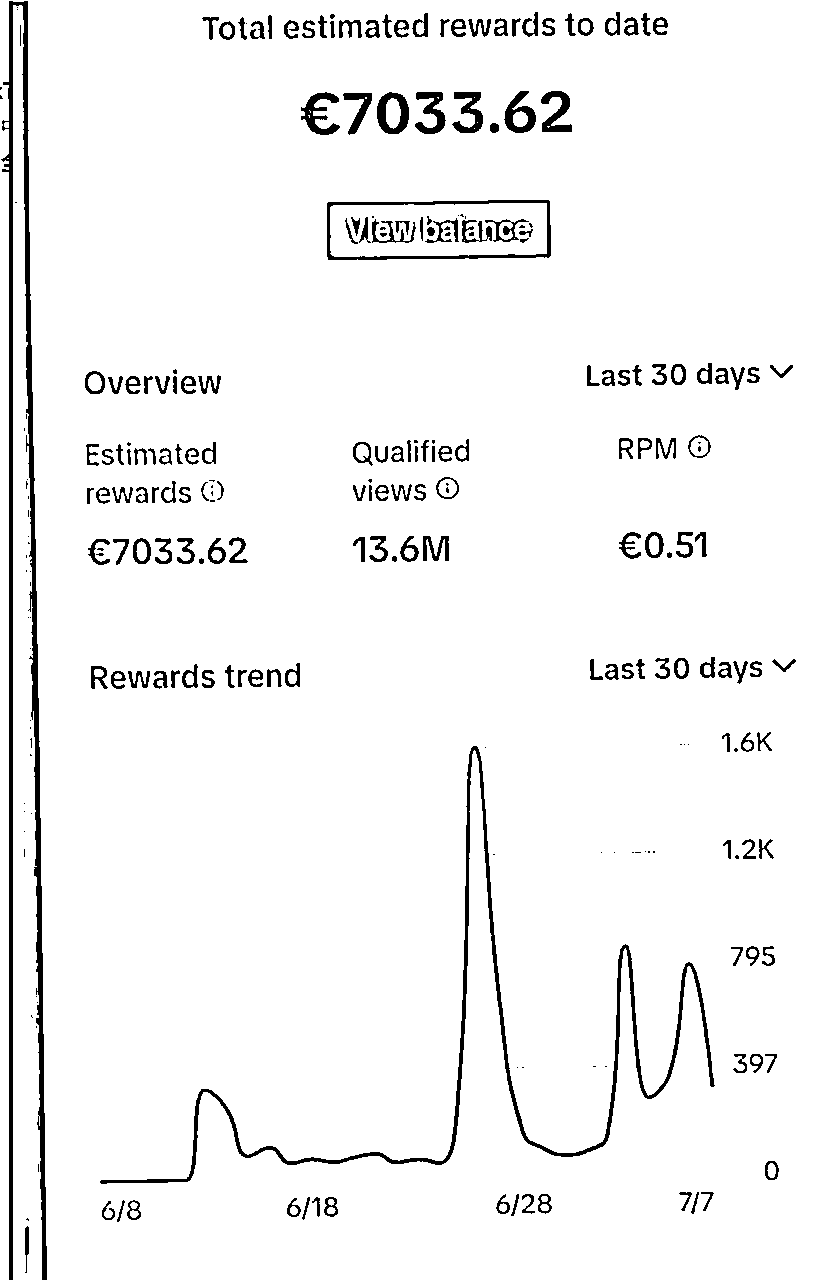 Total estimated rewards to date
€7033.62
View balance
Overview
Last 30 days
Estimated rewards
Qualified views
RPM
€7033.62
13.6M
€0.51
Rewards trend
Last 30 days
1.6K
1.2K
795
397
0
6/8
6/18
6/28
7/7